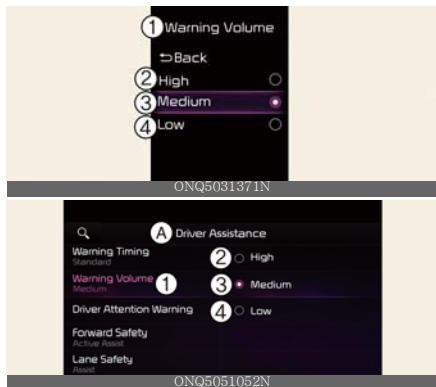 ① Warning Volume
⮌ Back
② High
③ Medium
④ Low
ONQ5031371N
Ⓐ Driver Assistance
Warning Timing
Standard
② High
Warning Volume ①
Medium
③ Medium
Driver Attention Warning
④ Low
Forward Safety
Active Assist
Lane Safety
Assist
ONQ5051052N